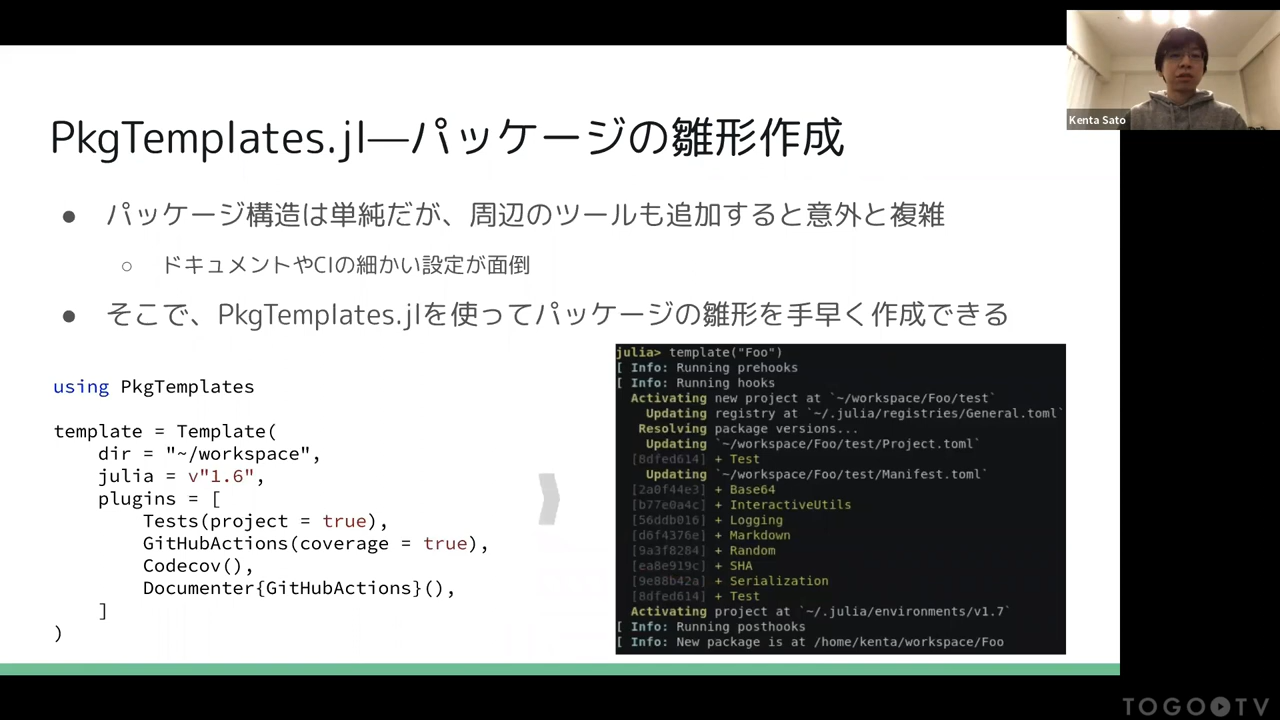 PkgTemplates.jl—パッケージの雛形作成
● パッケージ構造は単純だが、周辺のツールも追加すると意外と複雑
○ ドキュメントやCIの細かい設定が面倒
● そこで、PkgTemplates.jlを使ってパッケージの雛形を手早く作成できる
using PkgTemplates
template = Template(
    dir = "~/workspace",
    julia = v"1.6",
    plugins = [
        Tests(project = true),
        GitHubActions(coverage = true),
        Codecov(),
        Documenter{GitHubActions}(),
    ]
)
julia> template("Foo")
[ Info: Running prehooks
[ Info: Running hooks
  Activating new project at `~/workspace/Foo/test`
    Updating registry at `~/.julia/registries/General.toml`
   Resolving package versions...
    Updating `~/workspace/Foo/test/Project.toml`
  [8dfed614] + Test
    Updating `~/workspace/Foo/test/Manifest.toml`
  [2a0f44e3] + Base64
  [b77e0a4c] + InteractiveUtils
  [56ddb016] + Logging
  [d6f4376e] + Markdown
  [9a3f8284] + Random
  [ea8e919c] + SHA
  [9e88b42a] + Serialization
  [8dfed614] + Test
  Activating project at `~/.julia/environments/v1.7`
[ Info: Running posthooks
[ Info: New package is at /home/kenta/workspace/Foo
Kenta Sato
TOGOTV